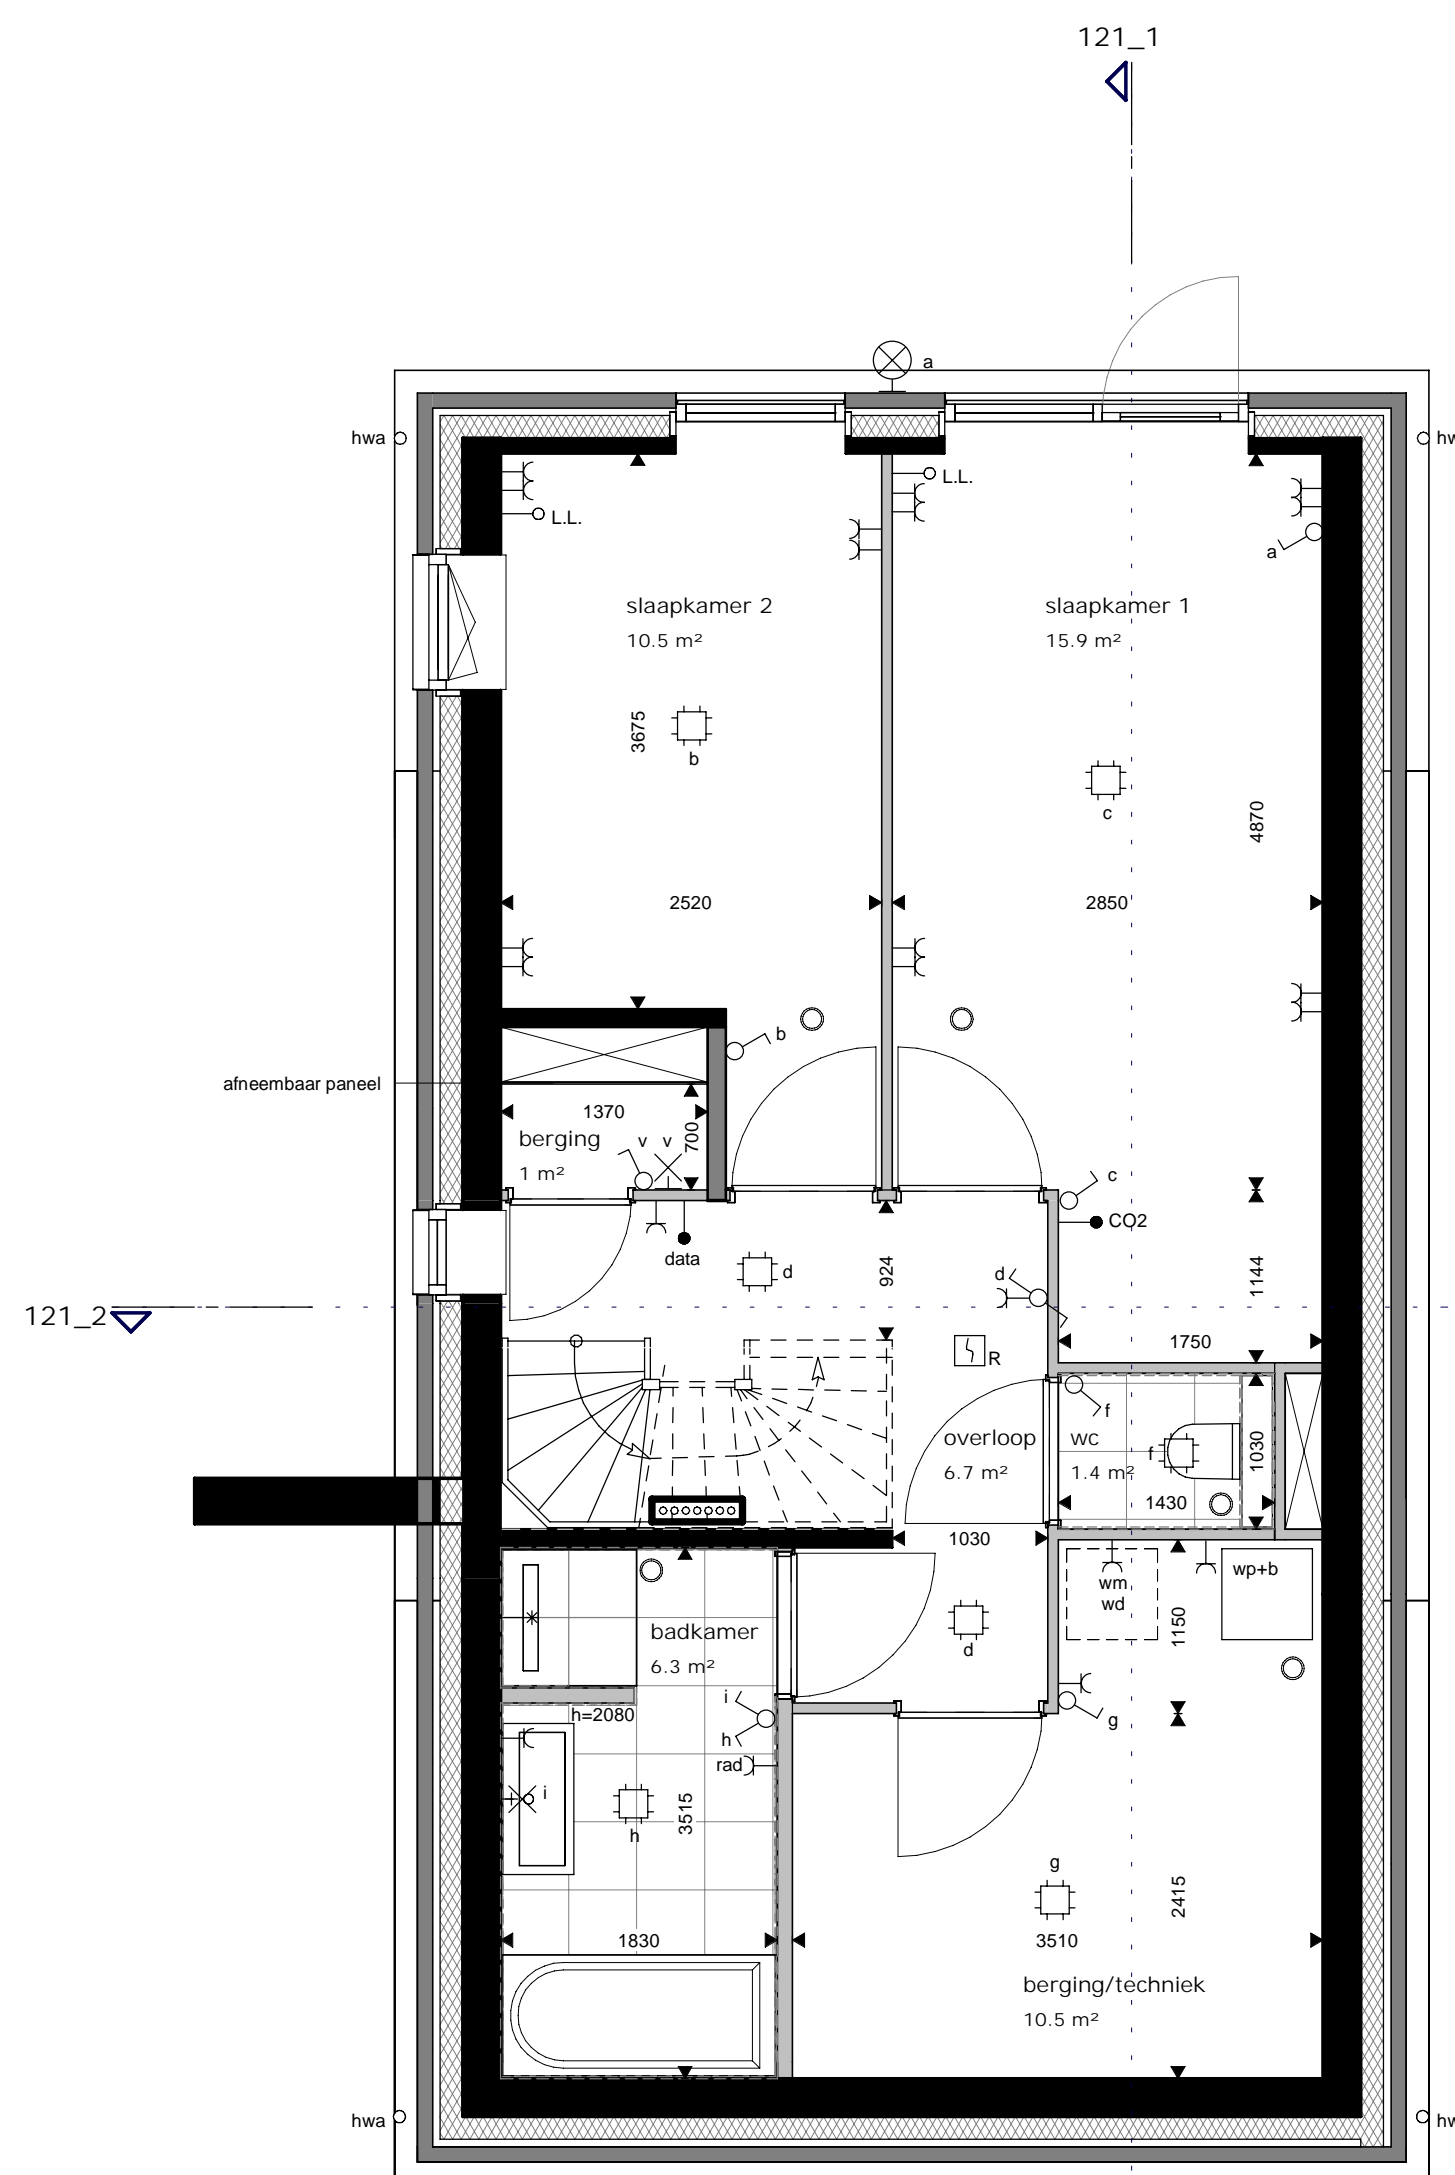 121_1
a
hwa
hw
L.L.
L.L.
a
slaapkamer 2
10.5 m²
slaapkamer 1
15.9 m²
3675
b
c
4870
2520
2850
b
afneembaar paneel
1370
700
berging
1 m²
v
v
c
CO2
data
d
924
d
1144
121_2
1750
R
f
overloop
6.7 m²
wc
1.4 m²
f
1030
1430
1030
wm
wd
wp+b
1150
badkamer
6.3 m²
d
i
h
h=2080
rad
g
i
3515
h
g
2415
1830
3510
berging/techniek
10.5 m²
hwa
hw